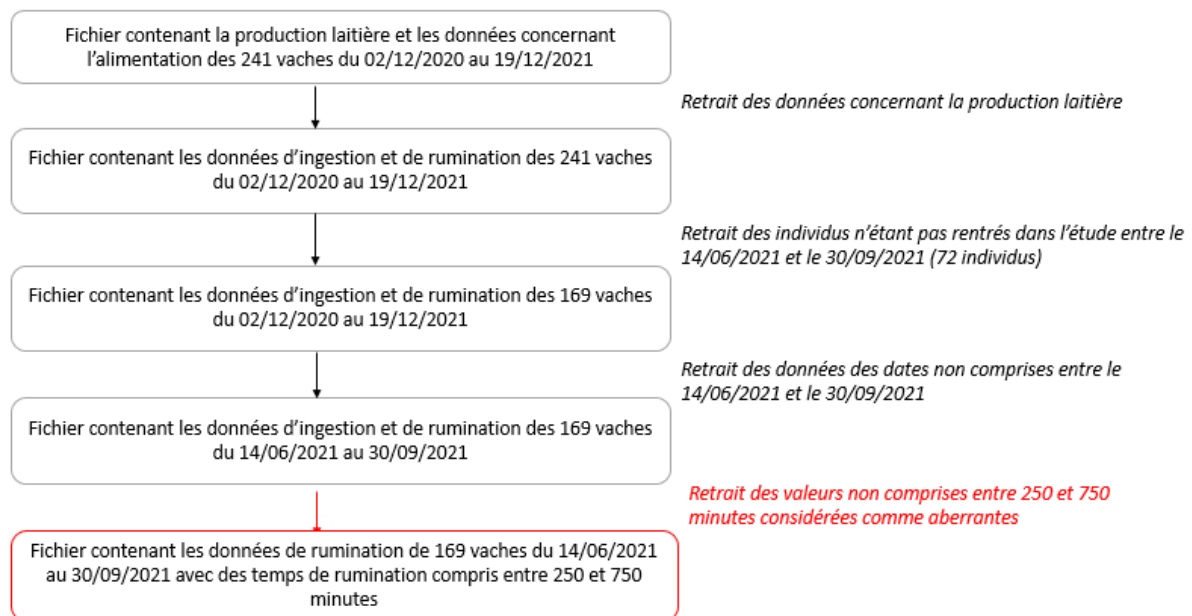 Fichier contenant la production laitière et les données concernant
l'alimentation des 241 vaches du 02/12/2020 au 19/12/2021
Retrait des données concernant la production laitière
Fichier contenant les données d'ingestion et de rumination des 241 vaches
du 02/12/2020 au 19/12/2021
Retrait des individus n'étant pas rentrés dans l'étude entre le
14/06/2021 et le 30/09/2021 (72 individus)
Fichier contenant les données d'ingestion et de rumination des 169 vaches
du 02/12/2020 au 19/12/2021
Retrait des données des dates non comprises entre le
14/06/2021 et le 30/09/2021
Fichier contenant les données d'ingestion et de rumination des 169 vaches
du 14/06/2021 au 30/09/2021
Retrait des valeurs non comprises entre 250 et 750
minutes considérées comme aberrantes
Fichier contenant les données de rumination de 169 vaches du 14/06/2021
au 30/09/2021 avec des temps de rumination compris entre 250 et 750
minutes